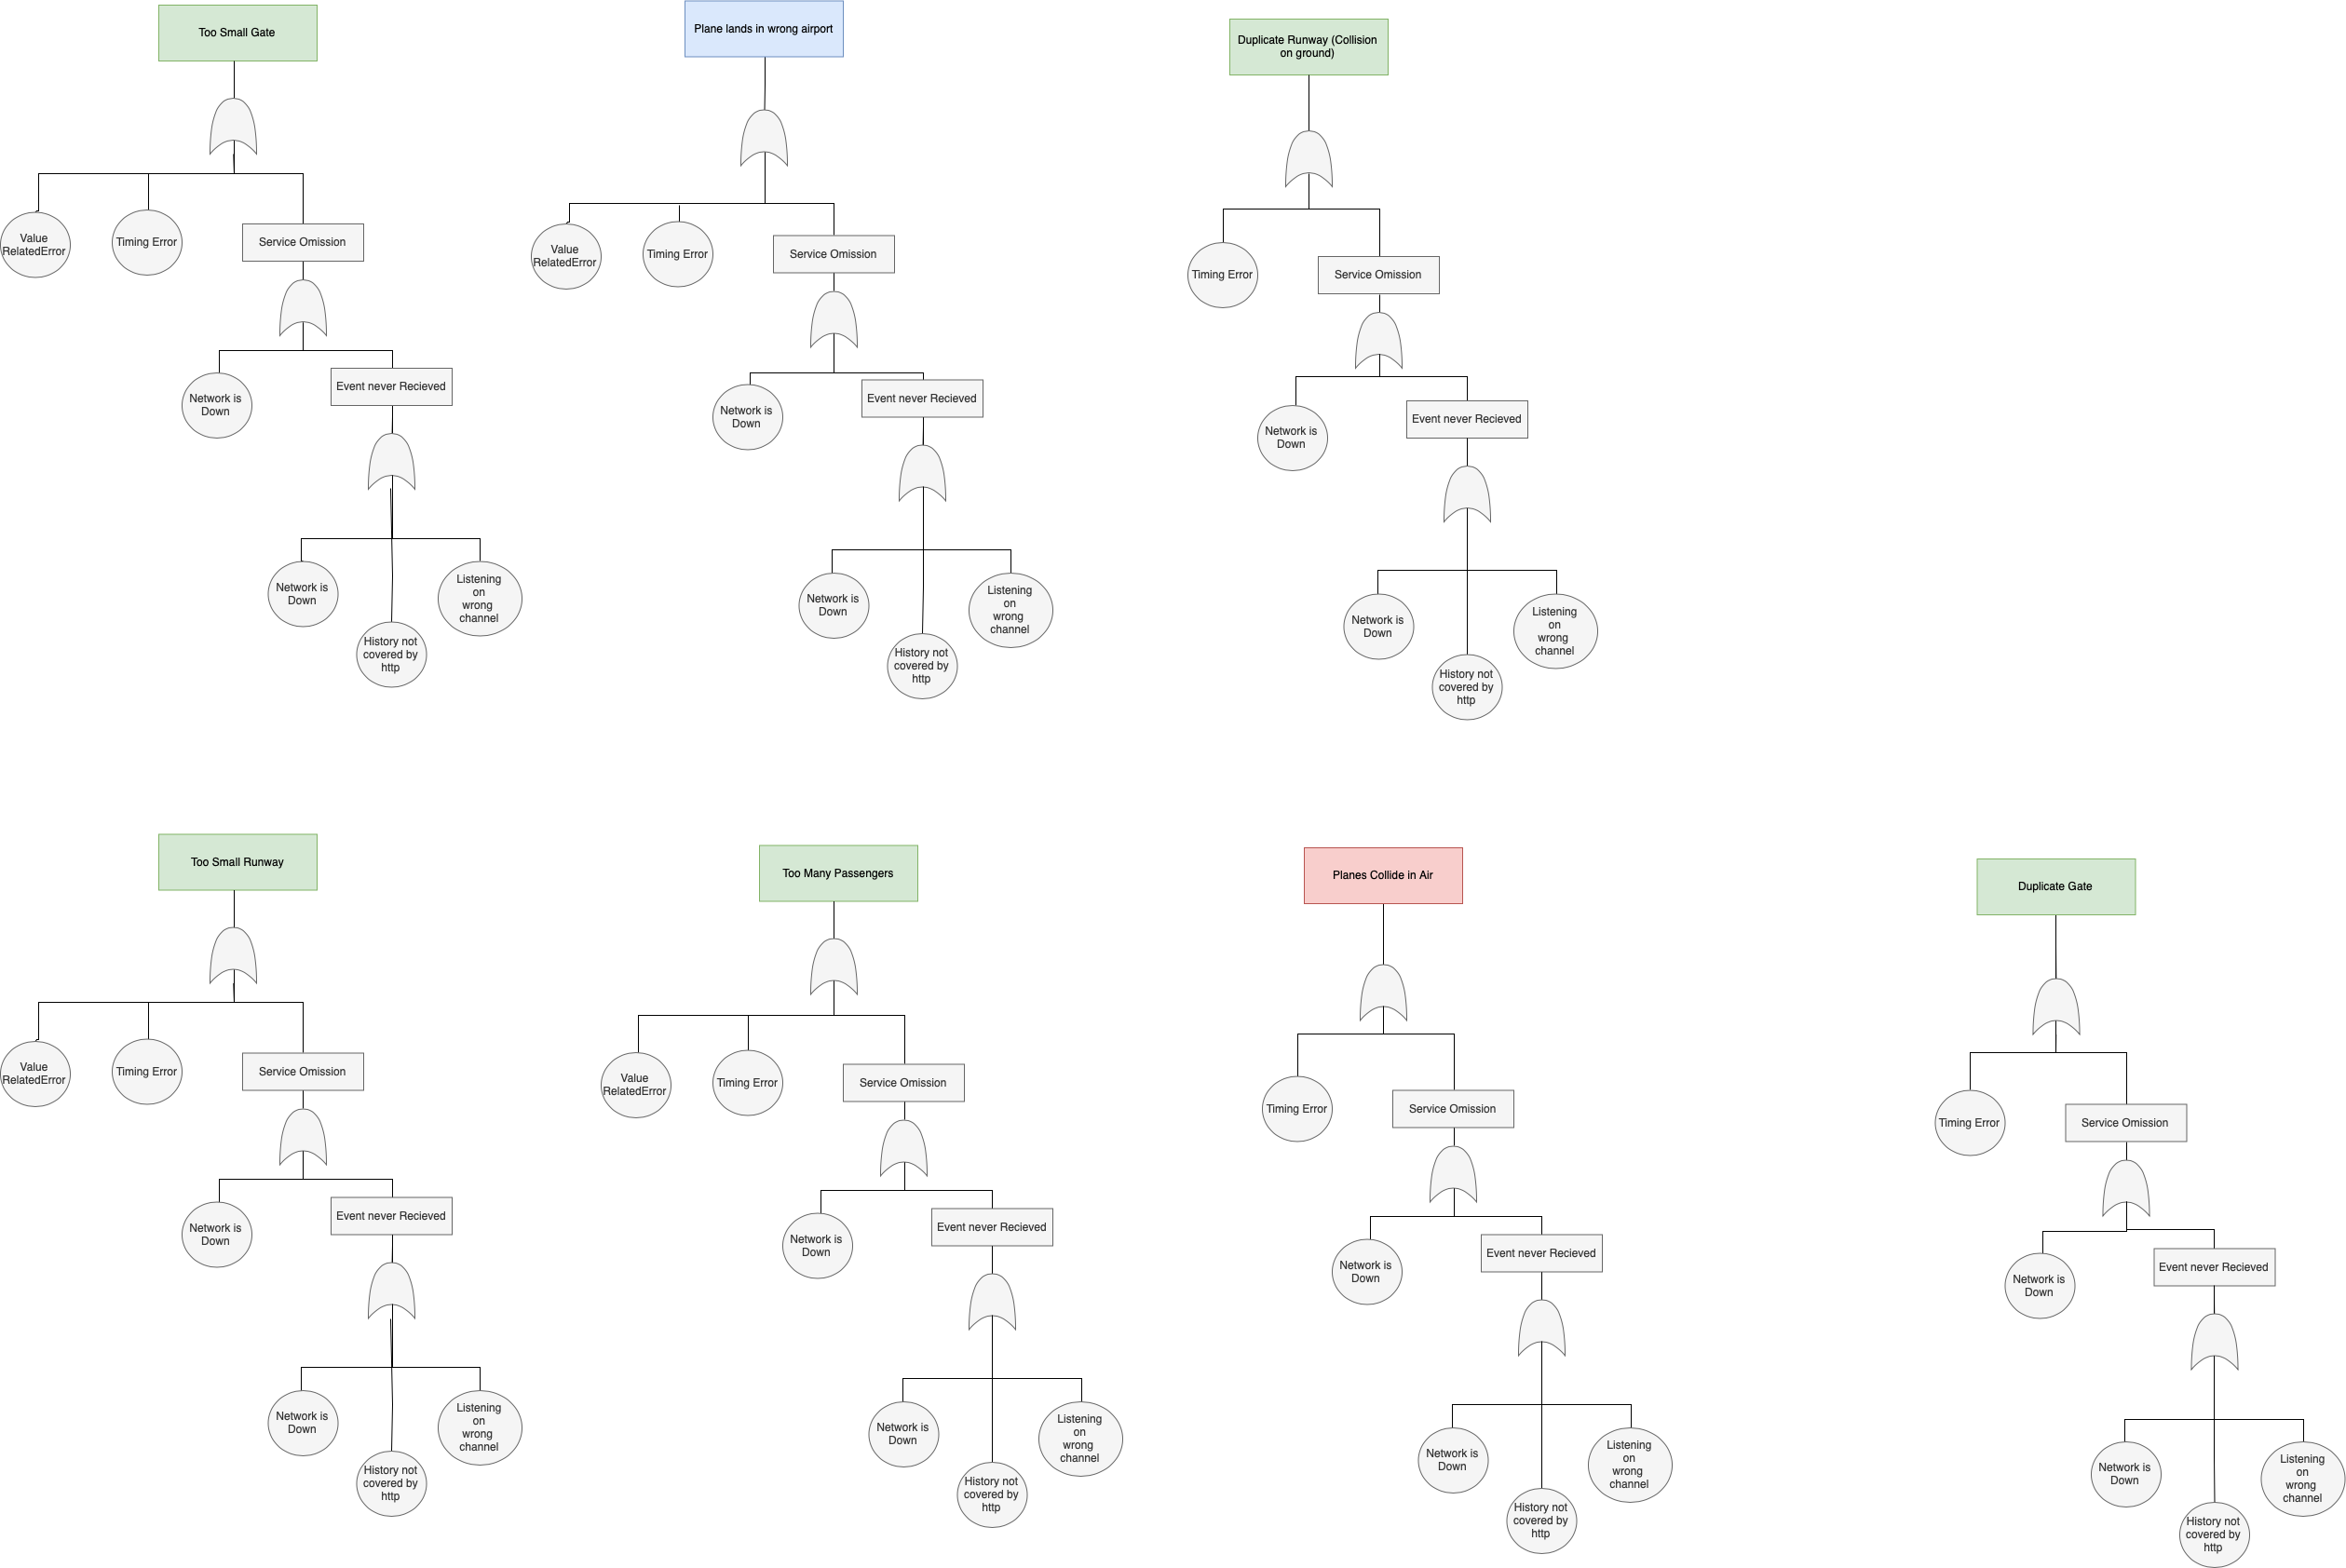 Too Small Gate
Value
RelatedError
Timing Error
Service Omission
Network is
Down
Event never Recieved
Network is
Down
History not
covered by
http
Listening
on
wrong
channel
Plane lands in wrong airport
Value
RelatedError
Timing Error
Service Omission
Network is
Down
Event never Recieved
Network is
Down
History not
covered by
http
Listening
on
wrong
channel
Duplicate Runway (Collision
on ground)
Timing Error
Service Omission
Network is
Down
Event never Recieved
Network is
Down
History not
covered by
http
Listening
on
wrong
channel
Too Small Runway
Value
RelatedError
Timing Error
Service Omission
Network is
Down
Event never Recieved
Network is
Down
History not
covered by
http
Listening
on
wrong
channel
Too Many Passengers
Value
RelatedError
Timing Error
Service Omission
Network is
Down
Event never Recieved
Network is
Down
History not
covered by
http
Listening
on
wrong
channel
Planes Collide in Air
Timing Error
Service Omission
Network is
Down
Event never Recieved
Network is
Down
History not
covered by
http
Listening
on
wrong
channel
Duplicate Gate
Timing Error
Service Omission
Network is
Down
Event never Recieved
Network is
Down
History not
covered by
http
Listening
on
wrong
channel